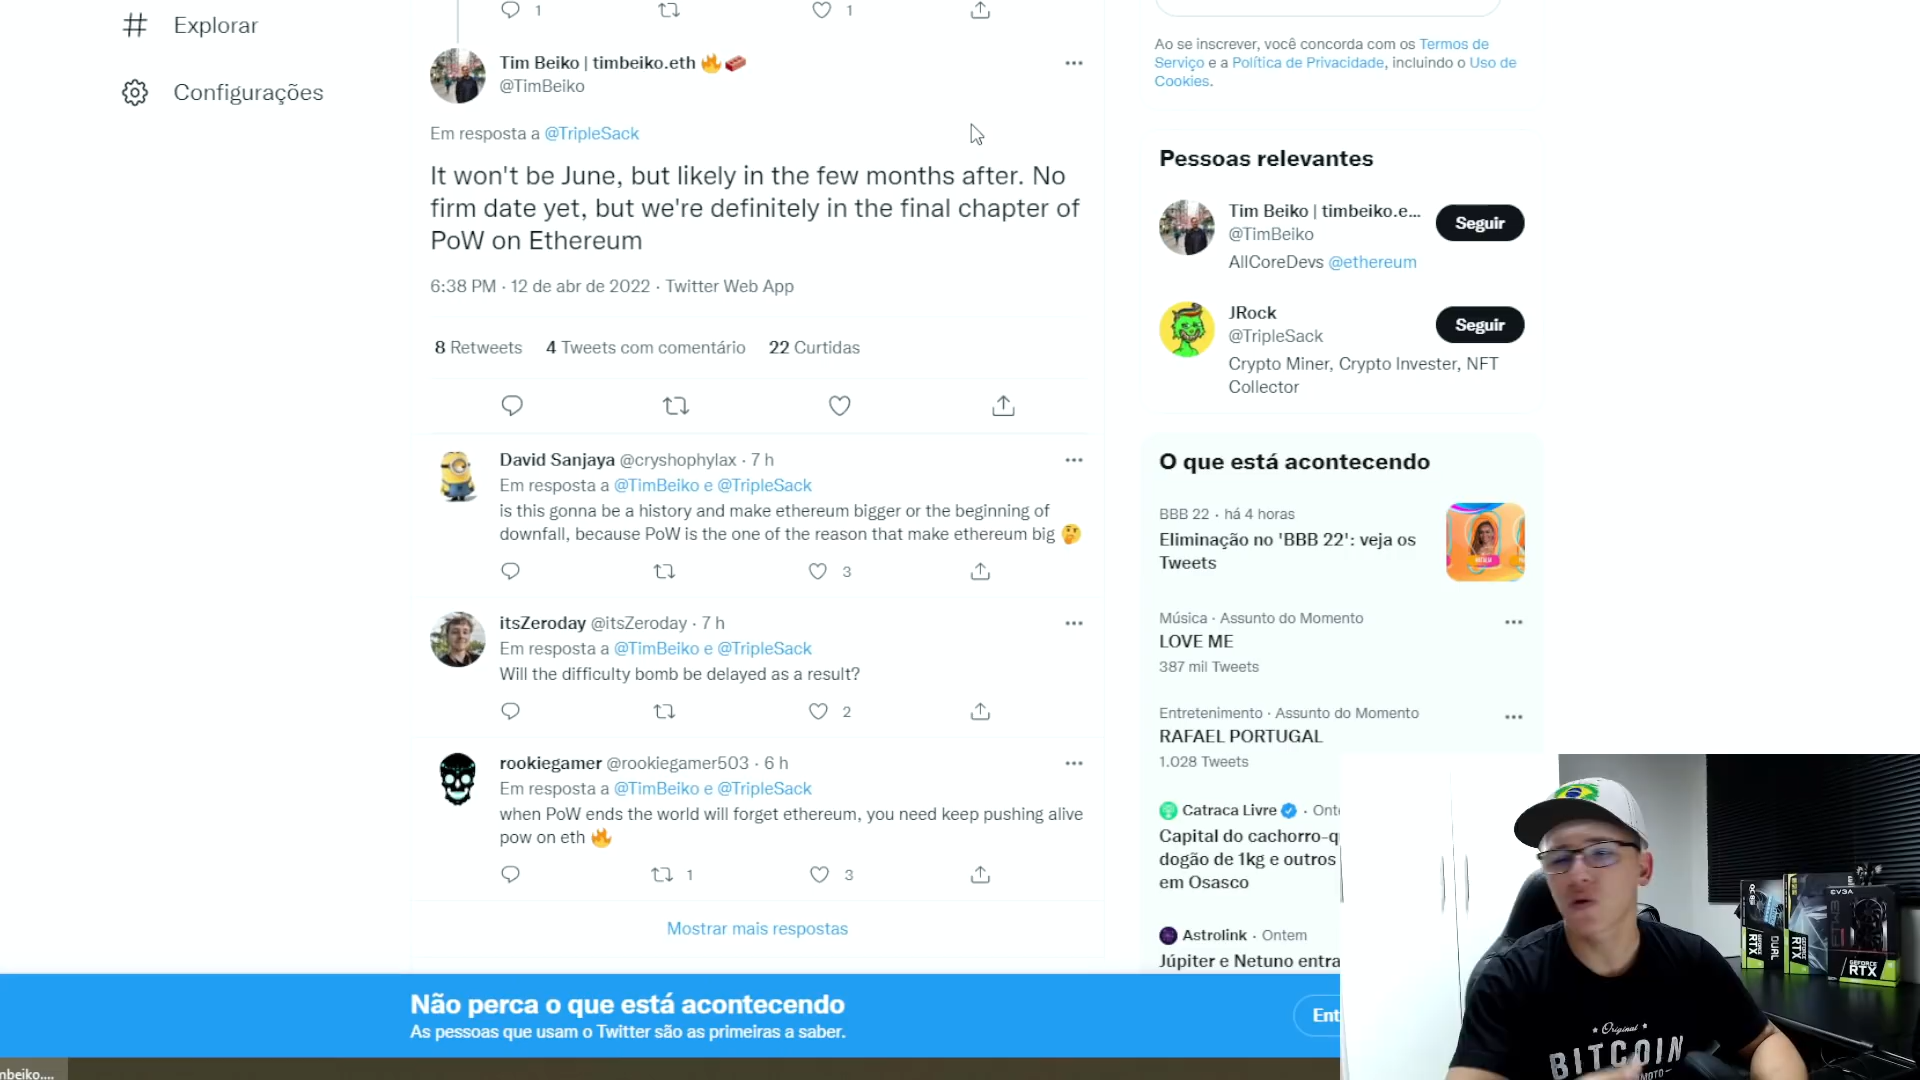 Explorar
Configurações
1
1
Tim Beiko | timbeiko.eth 🔥
@TimBeiko
Em resposta a @TripleSack
It won't be June, but likely in the few months after. No
firm date yet, but we're definitely in the final chapter of
PoW on Ethereum
6:38 PM · 12 de abr de 2022 · Twitter Web App
8 Retweets 4 Tweets com comentário 22 Curtidas
David Sanjaya @cryshophylax · 7 h
Em resposta a @TimBeiko e @TripleSack
is this gonna be a history and make ethereum bigger or the beginning of
downfall, because PoW is the one of the reason that make ethereum big 🤔
3
itsZeroday @itsZeroday · 7 h
Em resposta a @TimBeiko e @TripleSack
Will the difficulty bomb be delayed as a result?
2
rookiegamer @rookiegamer503 · 6 h
Em resposta a @TimBeiko e @TripleSack
when PoW ends the world will forget ethereum, you need keep pushing alive
pow on eth 🔥
1 3
Mostrar mais respostas
Ao se inscrever, você concorda com os Termos de
Serviço e a Política de Privacidade, incluindo o Uso de
Cookies.
Pessoas relevantes
Tim Beiko | timbeiko.e...
@TimBeiko
Seguir
AllCoreDevs @ethereum
JRock
@TripleSack
Seguir
Crypto Miner, Crypto Invester, NFT
Collector
O que está acontecendo
BBB 22 · há 4 horas
Eliminação no 'BBB 22': veja os
Tweets
Música · Assunto do Momento
LOVE ME
387 mil Tweets
Entretenimento · Assunto do Momento
RAFAEL PORTUGAL
1.028 Tweets
Catraca Livre · Ont
Capital do cachorro-q
dogão de 1kg e outros
em Osasco
Astrolink · Ontem
Júpiter e Netuno entra
Não perca o que está acontecendo
As pessoas que usam o Twitter são as primeiras a saber.
Ent
mbeiko....
EVGA
RTX
DUAL
RTX
GEFORCE
RTX
Original
BITCOIN